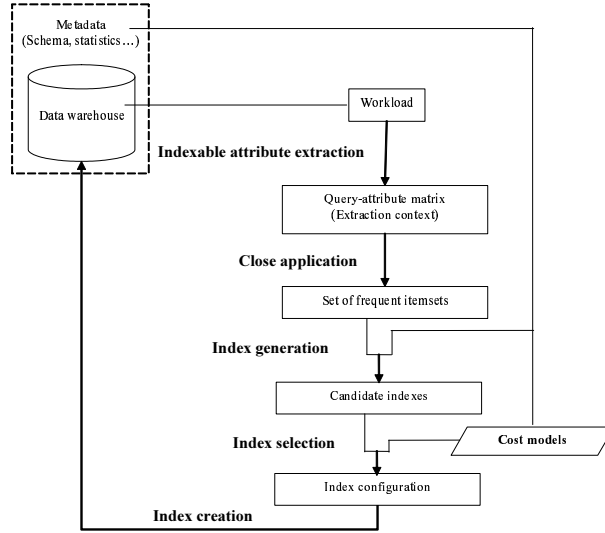 Metadata
(Schema, statistics…)
Data warehouse
Workload
Indexable attribute extraction
Query-attribute matrix
(Extraction context)
Close application
Set of frequent itemsets
Index generation
Candidate indexes
Index selection
Cost models
Index configuration
Index creation